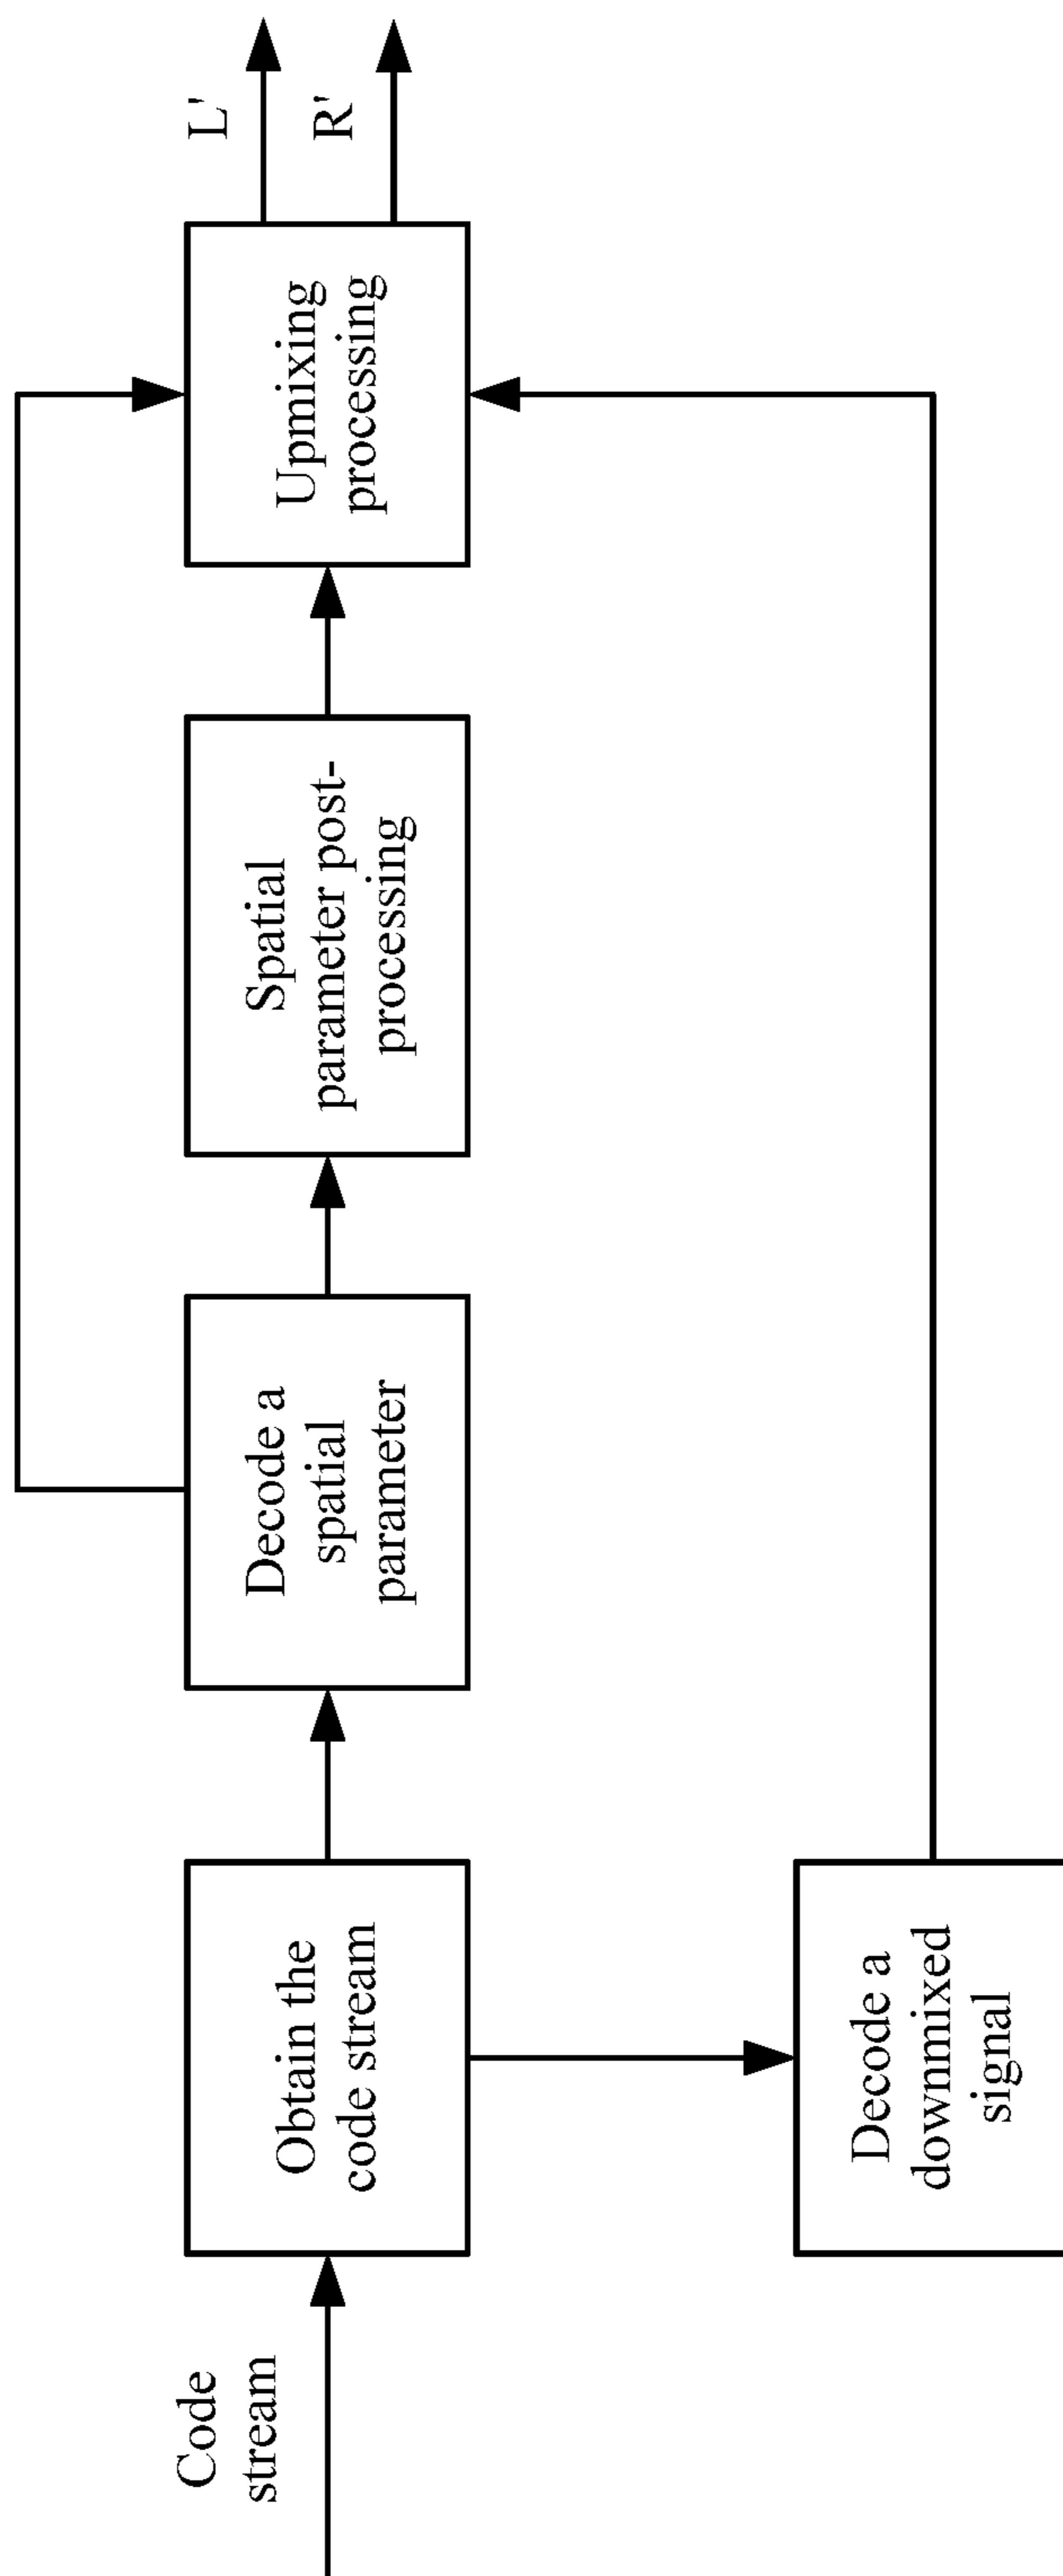 Code
stream
Obtain the
code stream
Decode a
spatial
parameter
Spatial
parameter post-
processing
Upmixing
processing
L'
R'
Decode a
downmixed
signal